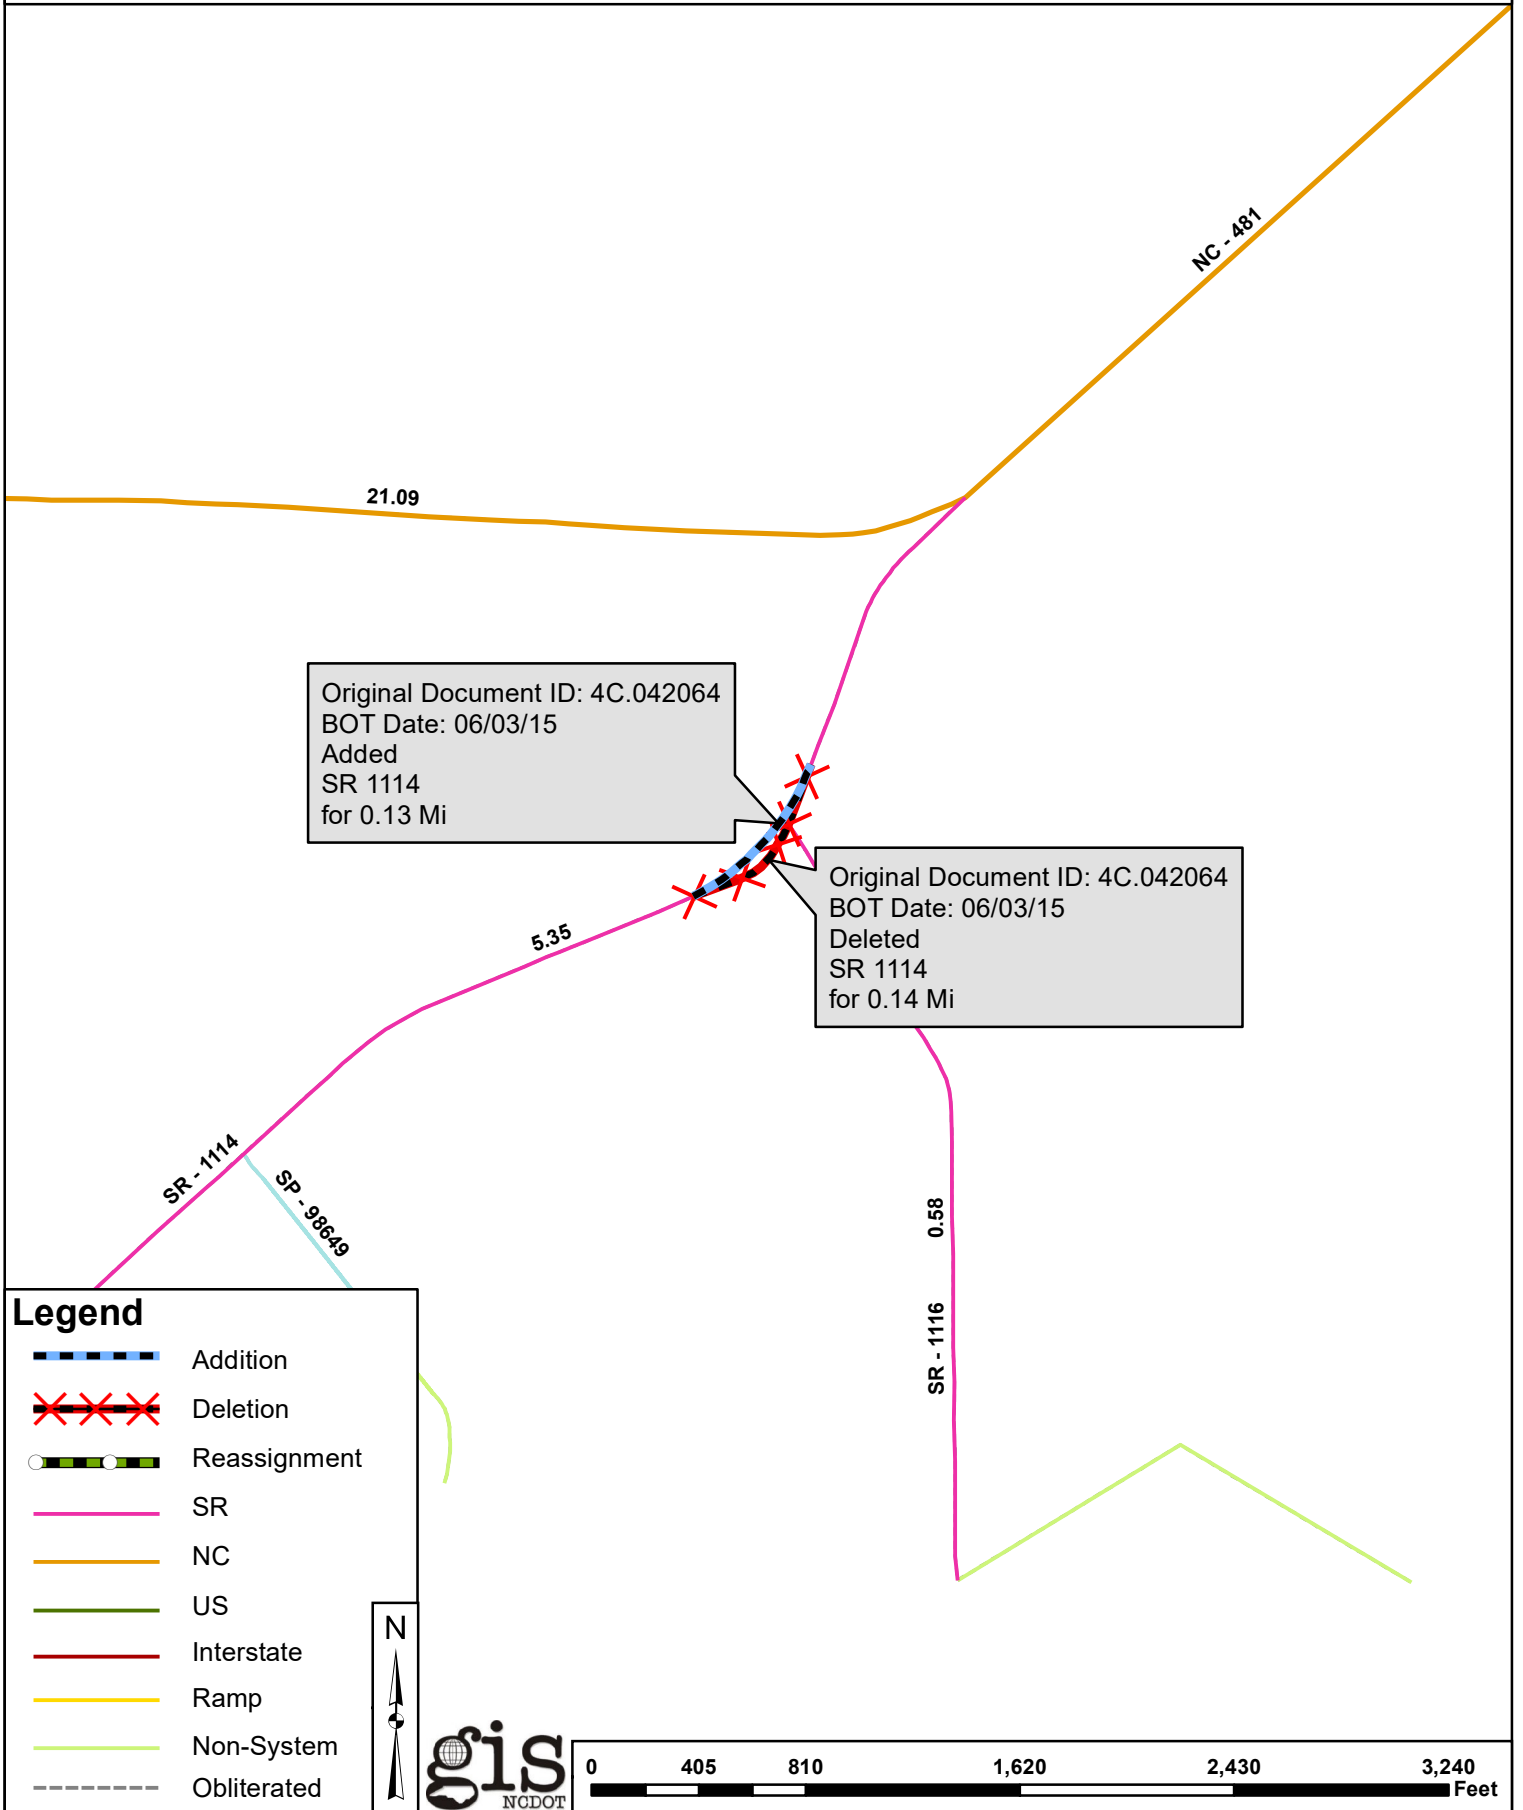 NC - 481
21.09
Original Document ID: 4C.042064
BOT Date: 06/03/15
Added
SR 1114
for 0.13 Mi
Original Document ID: 4C.042064
BOT Date: 06/03/15
Deleted
SR 1114
for 0.14 Mi
5.35
SR - 1114
SP - 98649
0.58
SR - 1116
Legend
Addition
Deletion
Reassignment
SR
NC
US
Interstate
Ramp
Non-System
Obliterated
N
gis
NCDOT
0 405 810 1,620 2,430 3,240
Feet